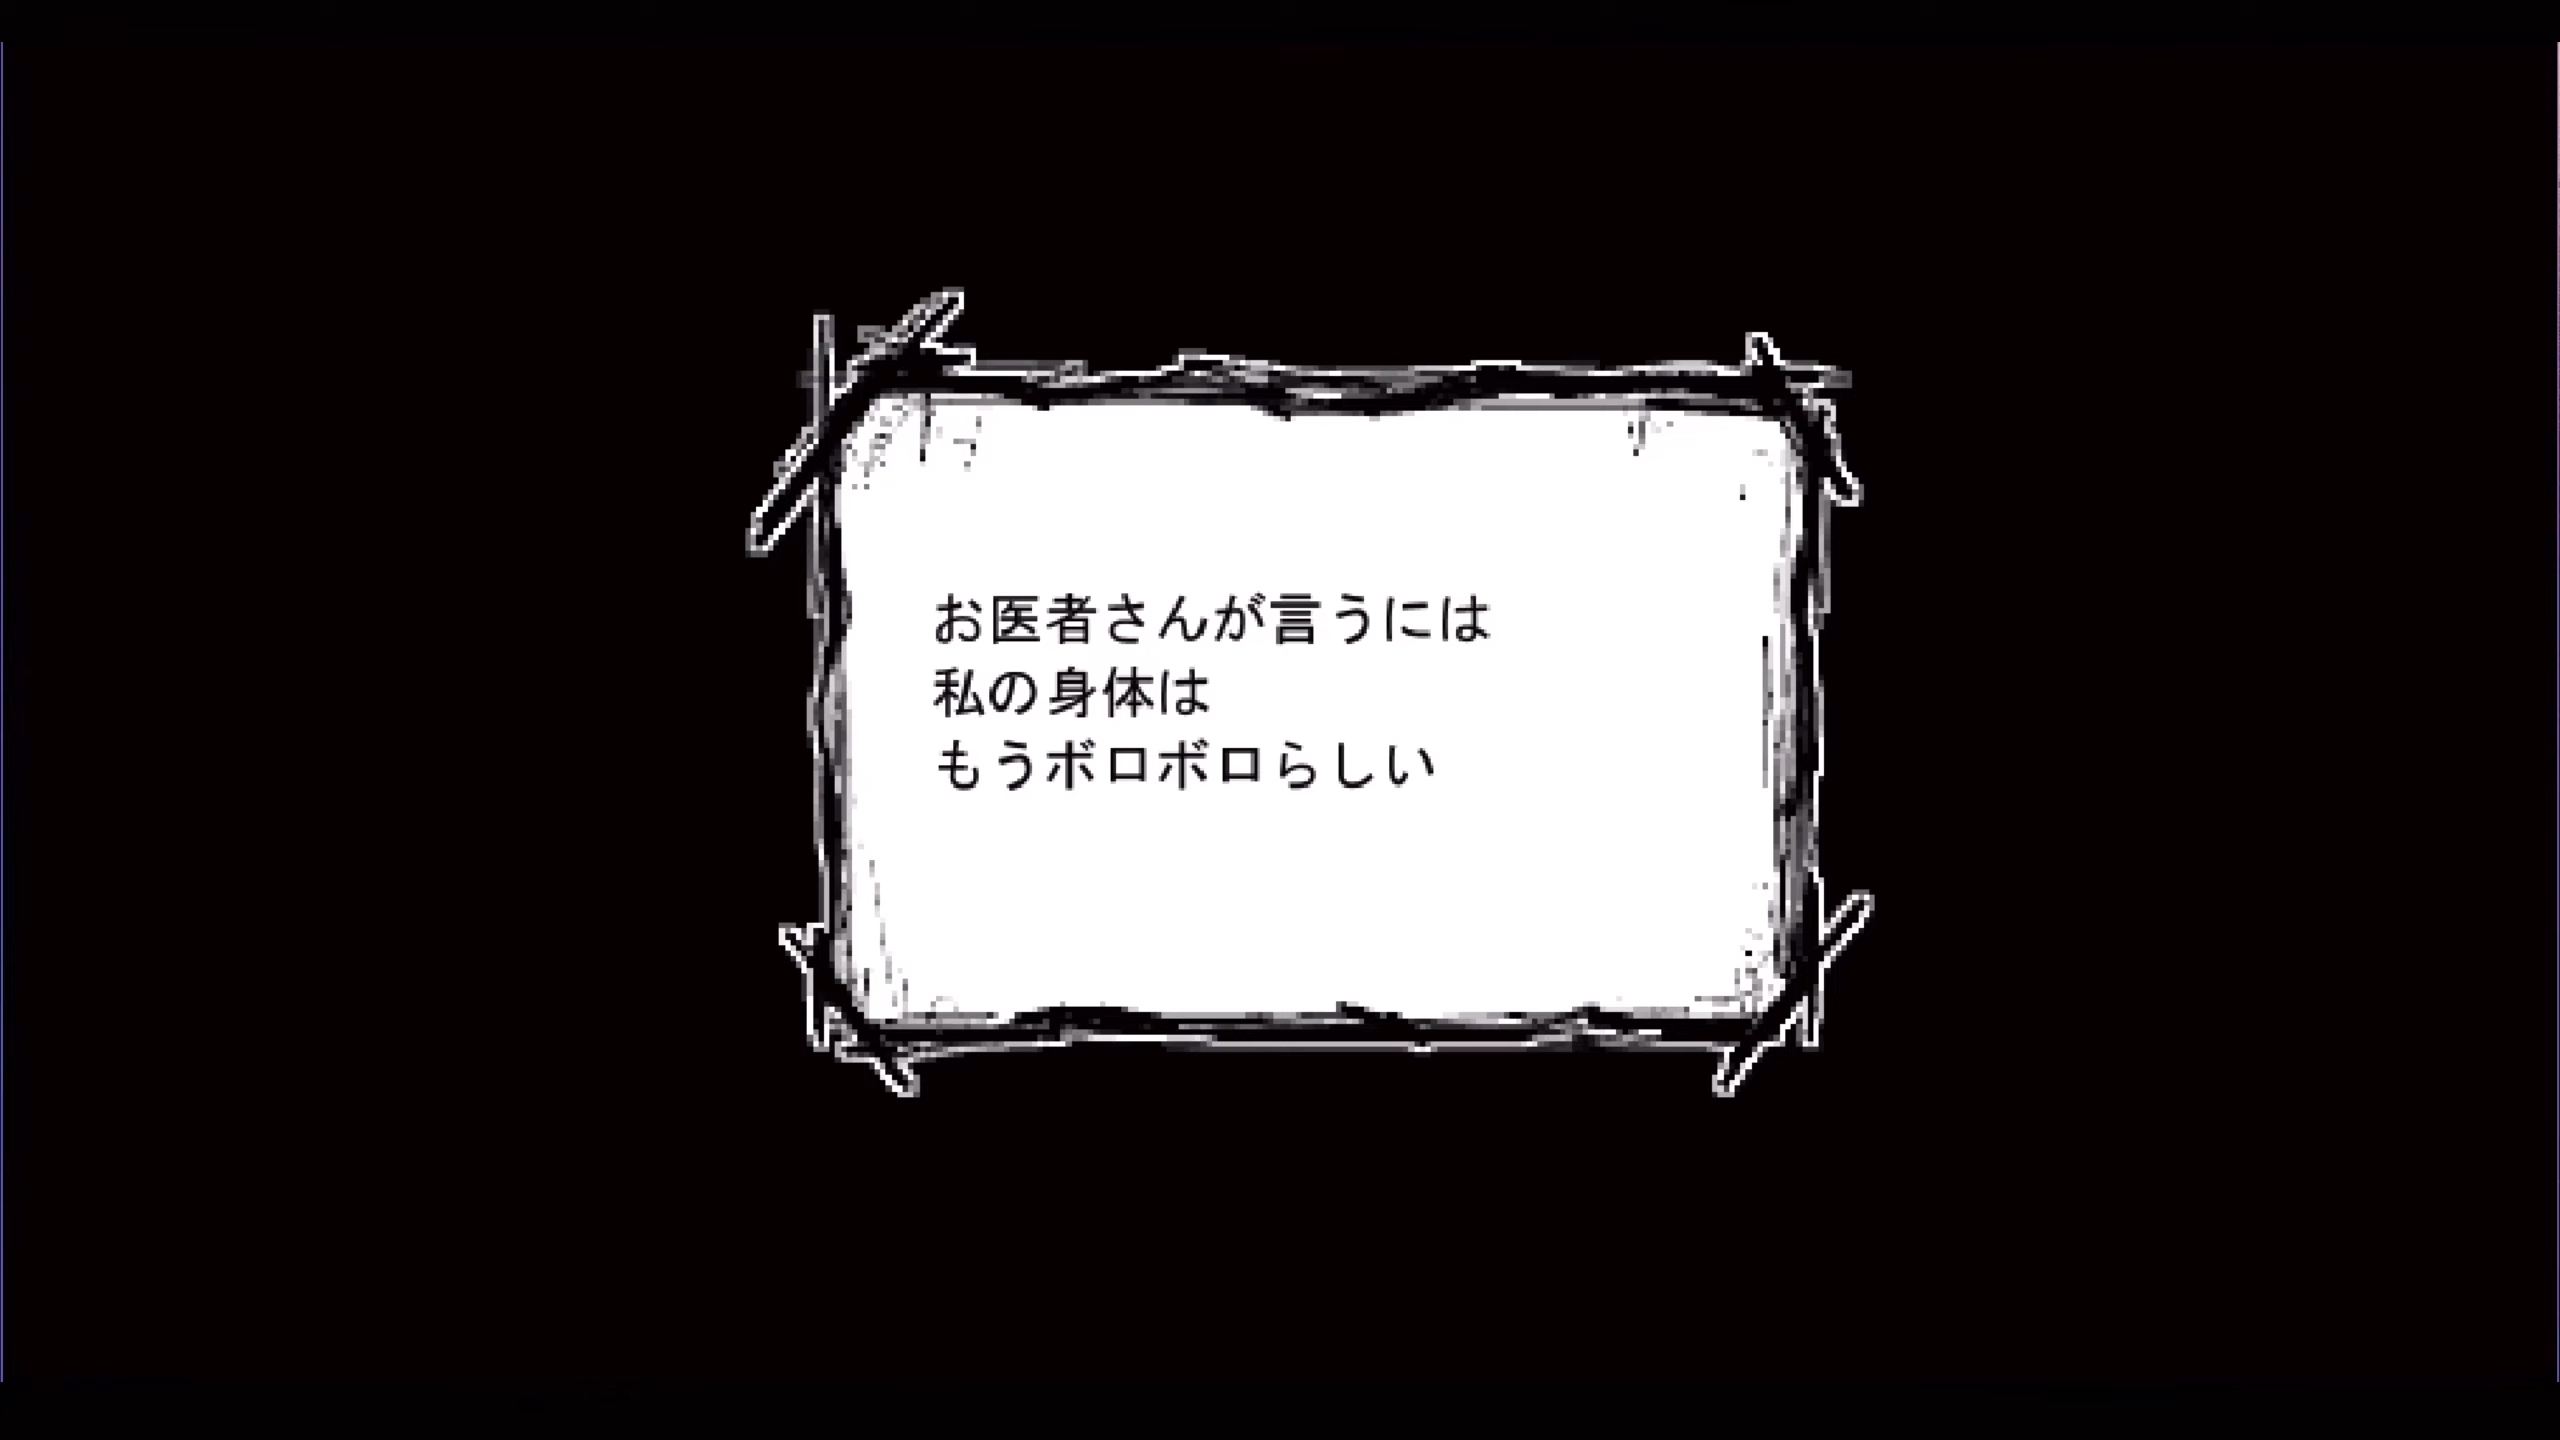 お医者さんが言うには
私の身体は
もうボロボロらしい